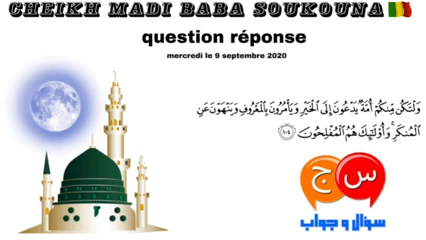 CHEIKH MADI BABA SOUKOUNA
question réponse
mercredi le 9 septembre 2020
وَلْتَكُن مِّنكُمْ أُمَّةٌ يَدْعُونَ إِلَى الْخَيْرِ وَيَأْمُرُونَ بِالْمَعْرُوفِ وَيَنْهَوْنَ عَنِ
الْمُنكَرِ ۚ وَأُولَٰئِكَ هُمُ الْمُفْلِحُونَ ١٠٤
س ج
سؤال و جواب